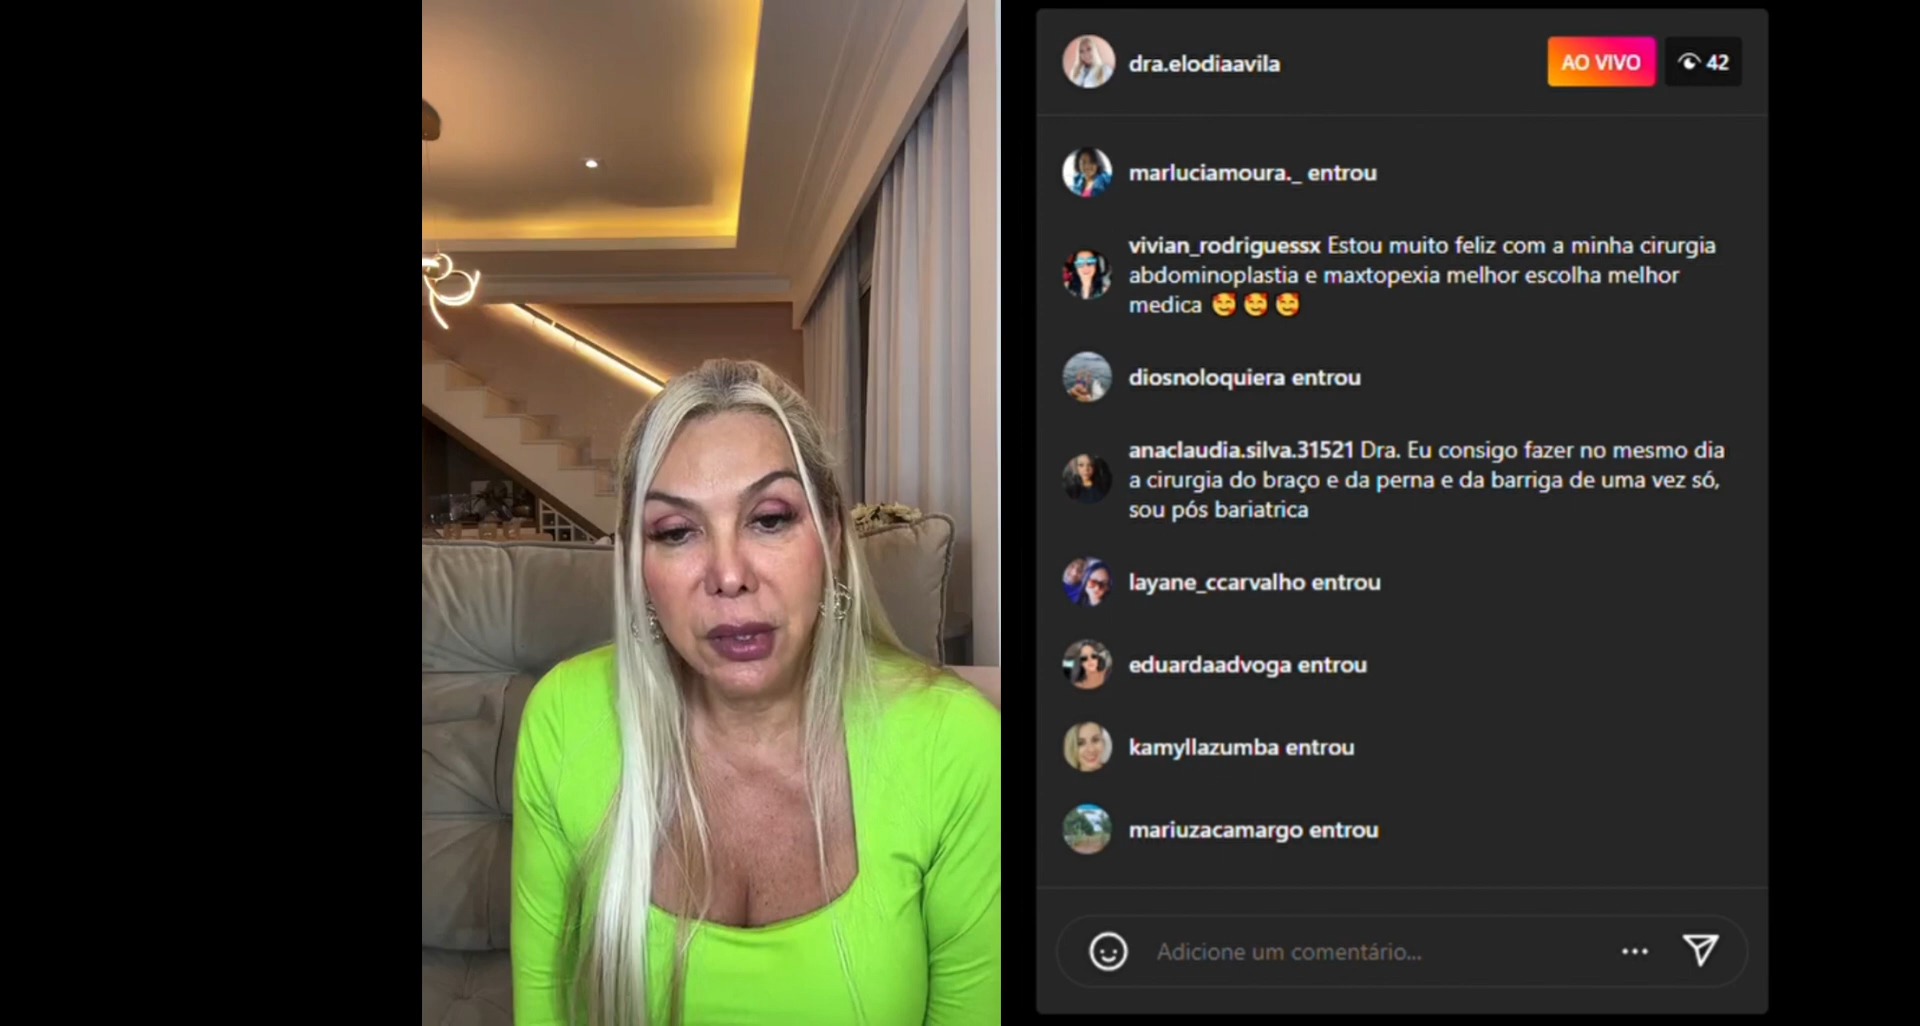 dra.elodiaavila
AO VIVO
42
marluciamoura._ entrou
vivian_rodriguessx Estou muito feliz com a minha cirurgia
abdominoplastia e maxtopexia melhor escolha melhor
medica 🥰 🥰 🥰
diosnoloquiera entrou
anaclaudia.silva.31521 Dra. Eu consigo fazer no mesmo dia
a cirurgia do braço e da perna e da barriga de uma vez só,
sou pós bariatrica
layane_ccarvalho entrou
eduardaadvoga entrou
kamyllazumba entrou
mariuzacamargo entrou
Adicione um comentário...